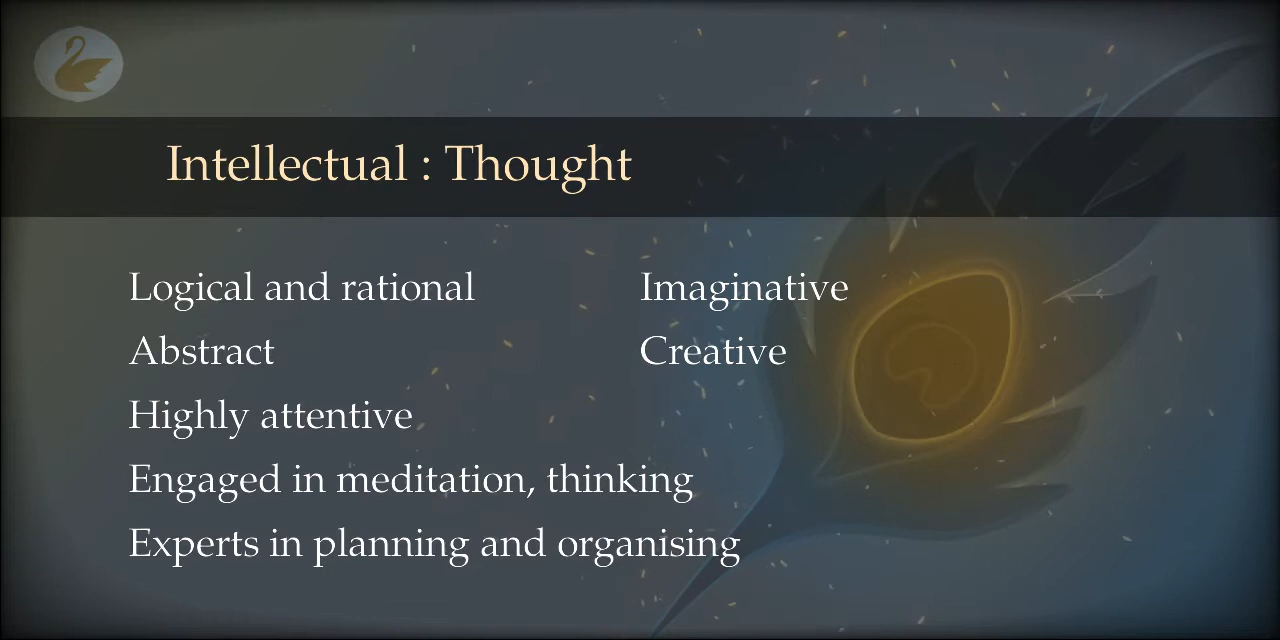 Intellectual : Thought
Logical and rational
Abstract
Highly attentive
Engaged in meditation, thinking
Experts in planning and organising
Imaginative
Creative